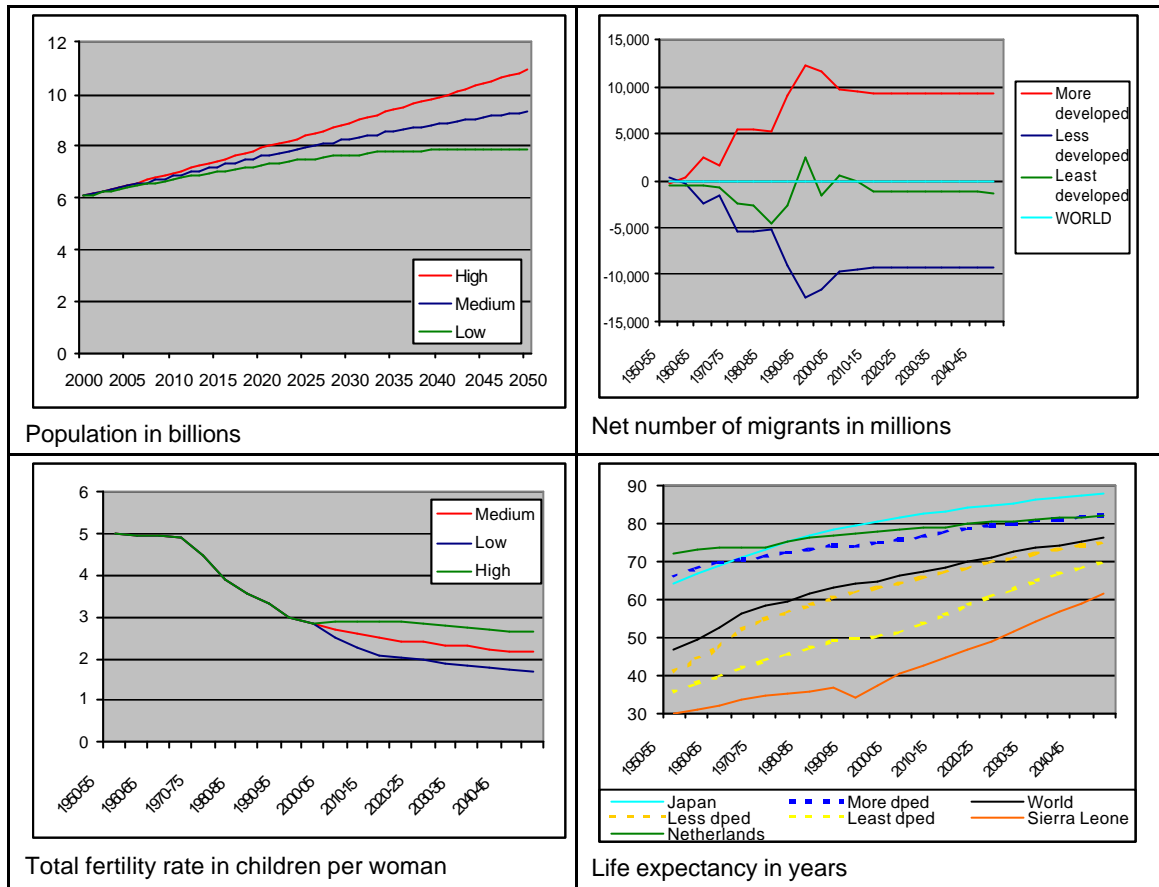 12
10
8
6
4
2
0
2000 2005 2010 2015 2020 2025 2030 2035 2040 2045 2050
High
Medium
Low
Population in billions
15,000
10,000
5,000
0
-5,000
-10,000
-15,000
1950-55
1960-65
1970-75
1980-85
1990-95
2000-05
2010-15
2020-25
2030-35
2040-45
More
developed
Less
developed
Least
developed
WORLD
Net number of migrants in millions
6
5
4
3
2
1
0
1950-55
1960-65
1970-75
1980-85
1990-95
2000-05
2010-15
2020-25
2030-35
2040-45
Medium
Low
High
Total fertility rate in children per woman
90
80
70
60
50
40
30
1950-55
1960-65
1970-75
1980-85
1990-95
2000-05
2010-15
2020-25
2030-35
2040-45
Japan More dped World
Less dped Least dped Sierra Leone
Netherlands
Life expectancy in years